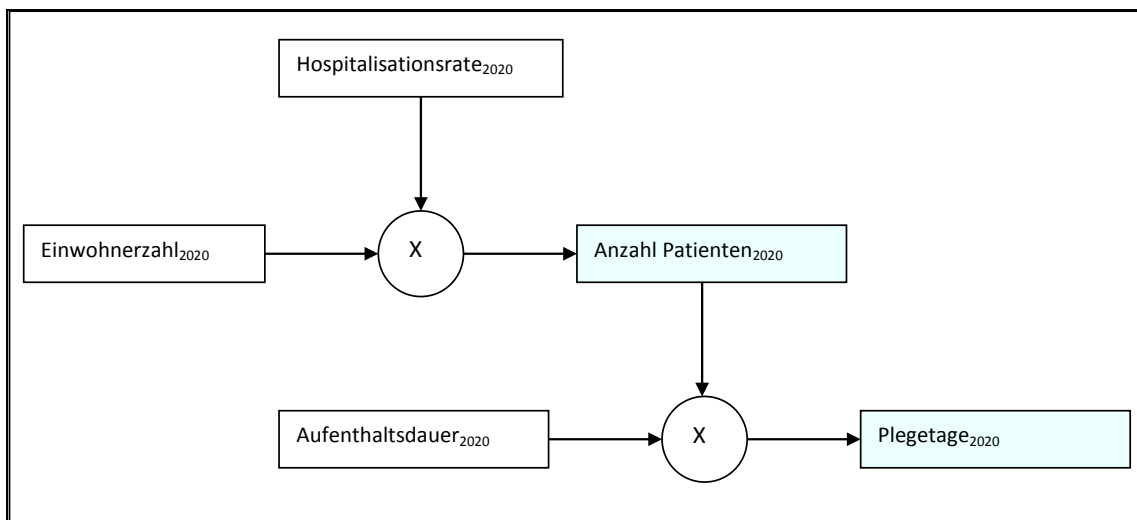 Hospitalisationsrate2020
Einwohnerzahl2020
X
Anzahl Patienten2020
Aufenthaltsdauer2020
X
Plegetage2020